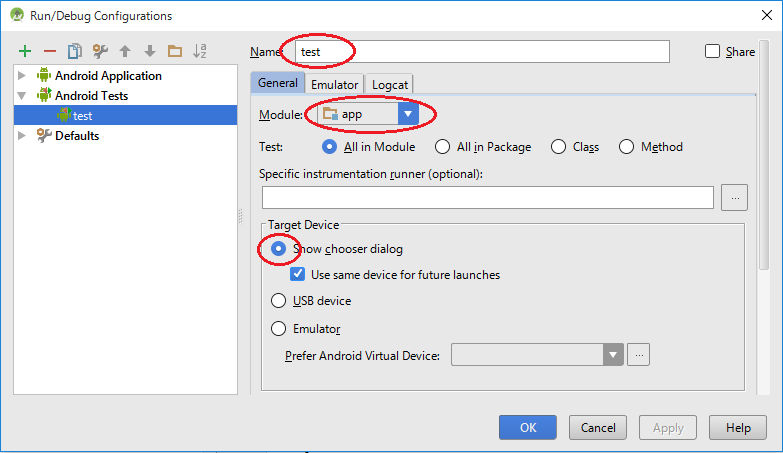 Run/Debug Configurations
Name: test
Share
Android Application
Android Tests
test
Defaults
General Emulator Logcat
Module: app
Test: All in Module All in Package Class Method
Specific instrumentation runner (optional):
...
Target Device
Show chooser dialog
Use same device for future launches
USB device
Emulator
Prefer Android Virtual Device: ...
OK Cancel Apply Help